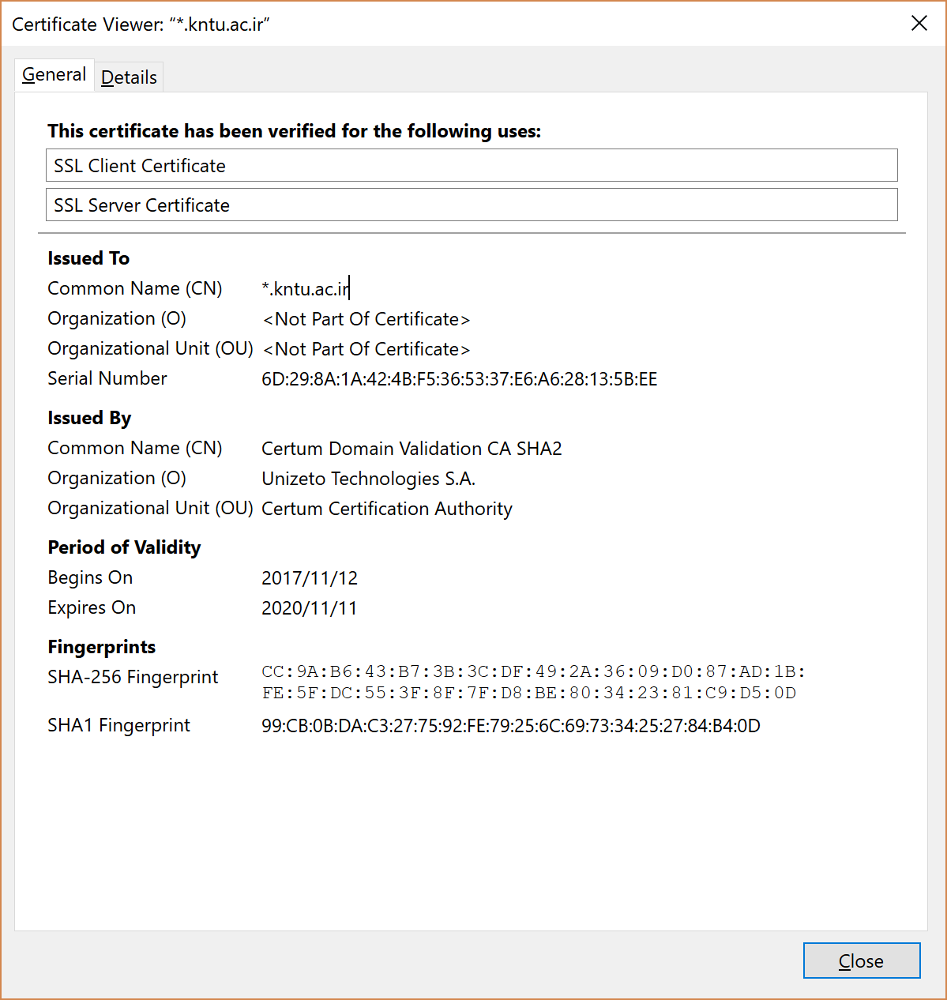 Certificate Viewer: “*.kntu.ac.ir”
General Details
This certificate has been verified for the following uses:
SSL Client Certificate
SSL Server Certificate
Issued To
Common Name (CN) *.kntu.ac.ir
Organization (O) <Not Part Of Certificate>
Organizational Unit (OU) <Not Part Of Certificate>
Serial Number 6D:29:8A:1A:42:4B:F5:36:53:37:E6:A6:28:13:5B:EE
Issued By
Common Name (CN) Certum Domain Validation CA SHA2
Organization (O) Unizeto Technologies S.A.
Organizational Unit (OU) Certum Certification Authority
Period of Validity
Begins On 2017/11/12
Expires On 2020/11/11
Fingerprints
SHA-256 Fingerprint CC:9A:B6:43:B7:3B:3C:DF:49:2A:36:09:D0:87:AD:1B:
FE:5F:DC:55:3F:8F:7F:D8:BE:80:34:23:81:C9:D5:0D
SHA1 Fingerprint 99:CB:0B:DA:C3:27:75:92:FE:79:25:6C:69:73:34:25:27:84:B4:0D
Close